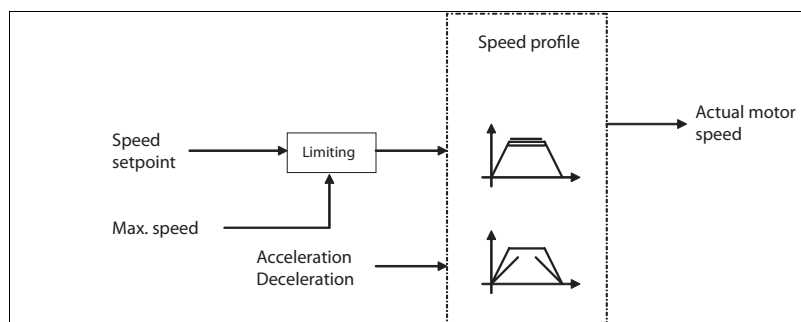 Speed profile
Actual motor
speed
Speed
setpoint
Limiting
Max. speed
Acceleration
Deceleration